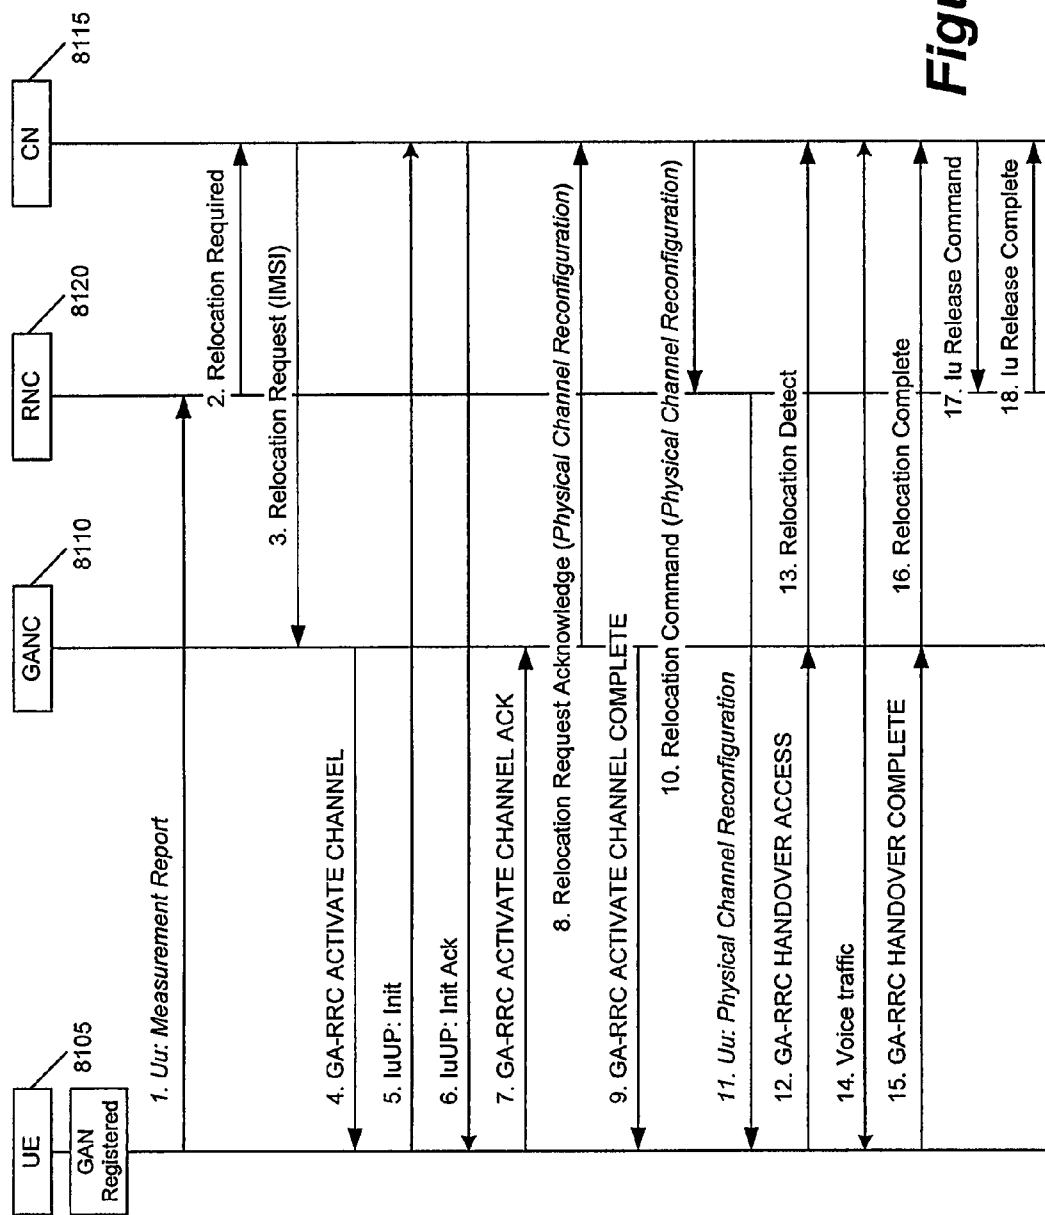 UE
8105
GANC
8110
RNC
8120
CN
8115
GAN
Registered
1. Uu: Measurement Report
2. Relocation Required
3. Relocation Request (IMSI)
4. GA-RRC ACTIVATE CHANNEL
5. IuUP: Init
6. IuUP: Init Ack
7. GA-RRC ACTIVATE CHANNEL ACK
8. Relocation Request Acknowledge (Physical Channel Reconfiguration)
9. GA-RRC ACTIVATE CHANNEL COMPLETE
10. Relocation Command (Physical Channel Reconfiguration)
11. Uu: Physical Channel Reconfiguration
12. GA-RRC HANDOVER ACCESS
13. Relocation Detect
14. Voice traffic
15. GA-RRC HANDOVER COMPLETE
16. Relocation Complete
17. Iu Release Command
18. Iu Release Complete